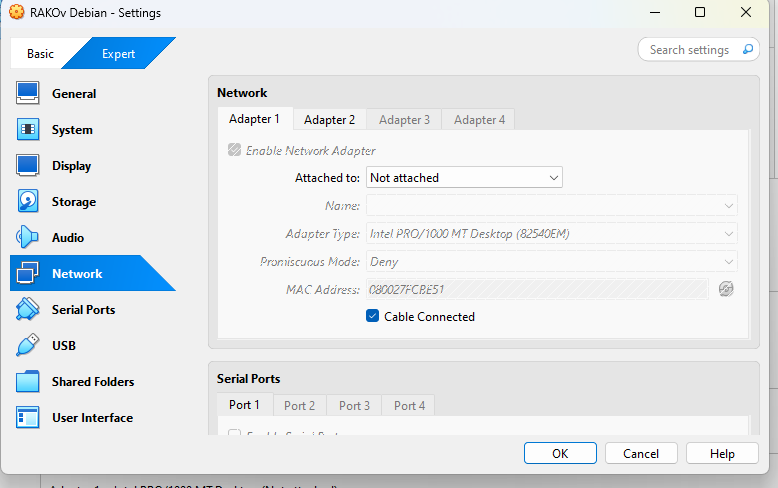 RAKOv Debian - Settings
Basic
Expert
Search settings
General
System
Display
Storage
Audio
Network
Serial Ports
USB
Shared Folders
User Interface
Network
Adapter 1
Adapter 2
Adapter 3
Adapter 4
Enable Network Adapter
Attached to: Not attached
Name:
Adapter Type: Intel PRO/1000 MT Desktop (82540EM)
Promiscuous Mode: Deny
MAC Address: 080027FCBE51
Cable Connected
Serial Ports
Port 1
Port 2
Port 3
Port 4
OK
Cancel
Help